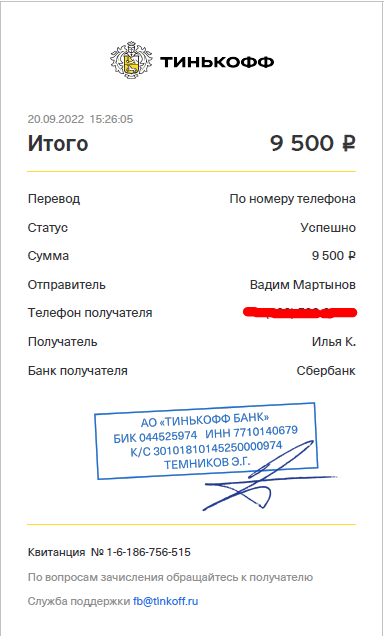 ТИНЬКОФФ
20.09.2022 15:26:05
Итого 9 500 ₽
Перевод По номеру телефона
Статус Успешно
Сумма 9 500 ₽
Отправитель Вадим Мартынов
Телефон получателя
Получатель Илья К.
Банк получателя Сбербанк
АО «ТИНЬКОФФ БАНК»
БИК 044525974 ИНН 7710140679
К/С 30101810145250000974
ТЕМНИКОВ Э.Г.
Квитанция № 1-6-186-756-515
По вопросам зачисления обращайтесь к получателю
Служба поддержки fb@tinkoff.ru